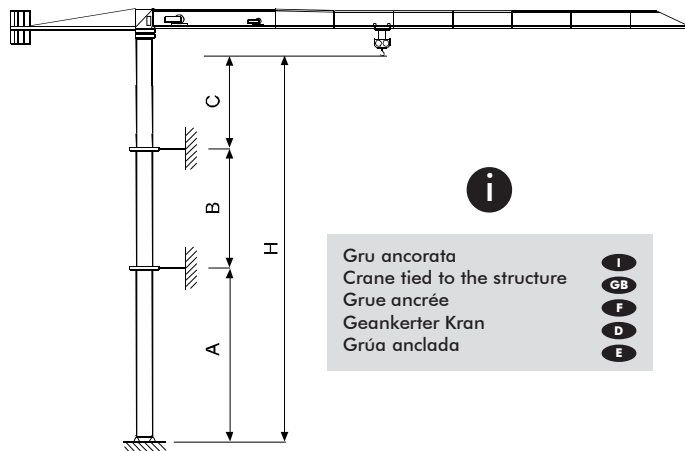 C
B
H
A
i
Gru ancorata I
Crane tied to the structure GB
Grue ancrée F
Geankerter Kran D
Grúa anclada E